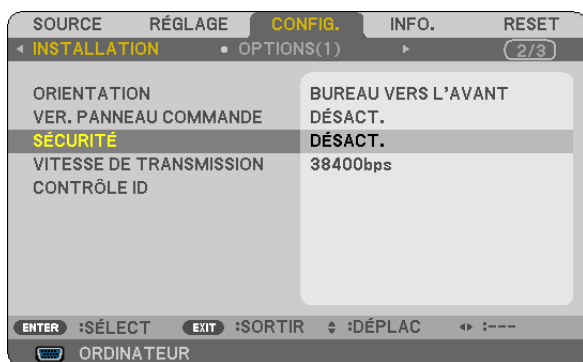 SOURCE RÉGLAGE CONFIG. INFO. RESET
INSTALLATION • OPTIONS(1) 2/3
ORIENTATION BUREAU VERS L'AVANT
VER. PANNEAU COMMANDE DÉSACT.
SÉCURITÉ DÉSACT.
VITESSE DE TRANSMISSION 38400bps
CONTRÔLE ID
ENTER :SÉLECT EXIT :SORTIR :DÉPLAC :---
ORDINATEUR